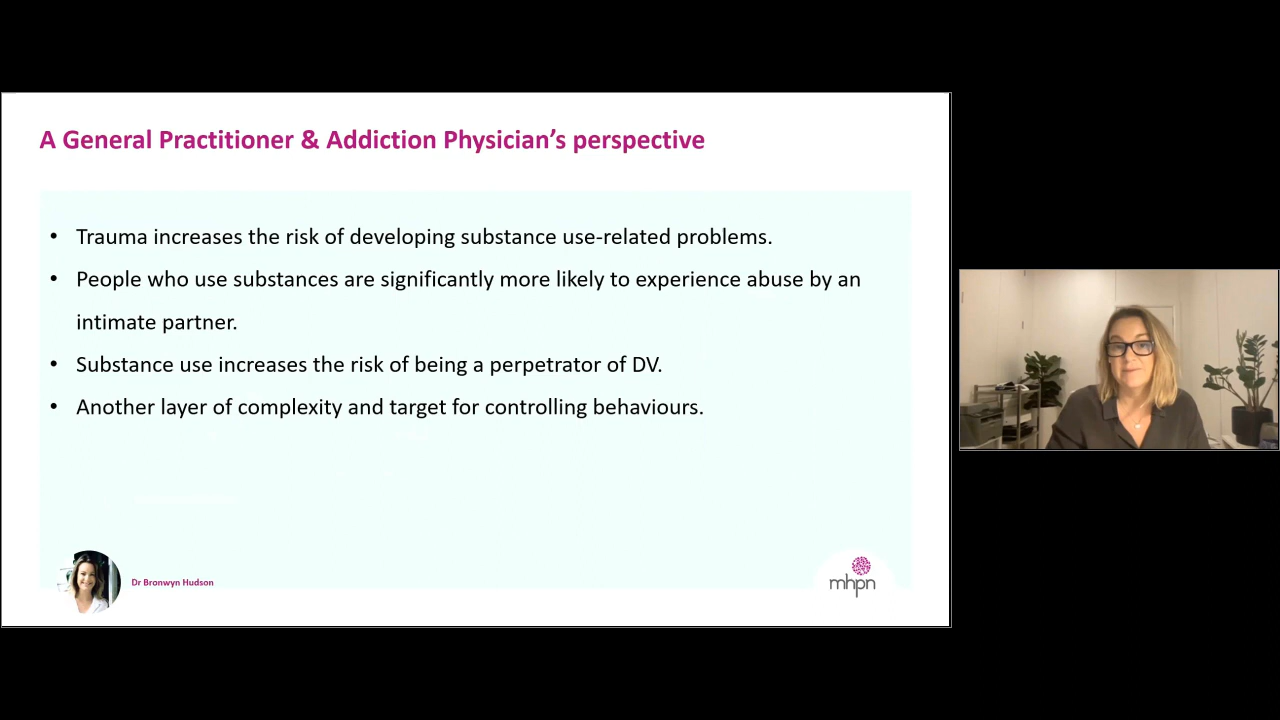 A General Practitioner & Addiction Physician’s perspective
• Trauma increases the risk of developing substance use-related problems.
• People who use substances are significantly more likely to experience abuse by an
intimate partner.
• Substance use increases the risk of being a perpetrator of DV.
• Another layer of complexity and target for controlling behaviours.
Dr Bronwyn Hudson
mhpn